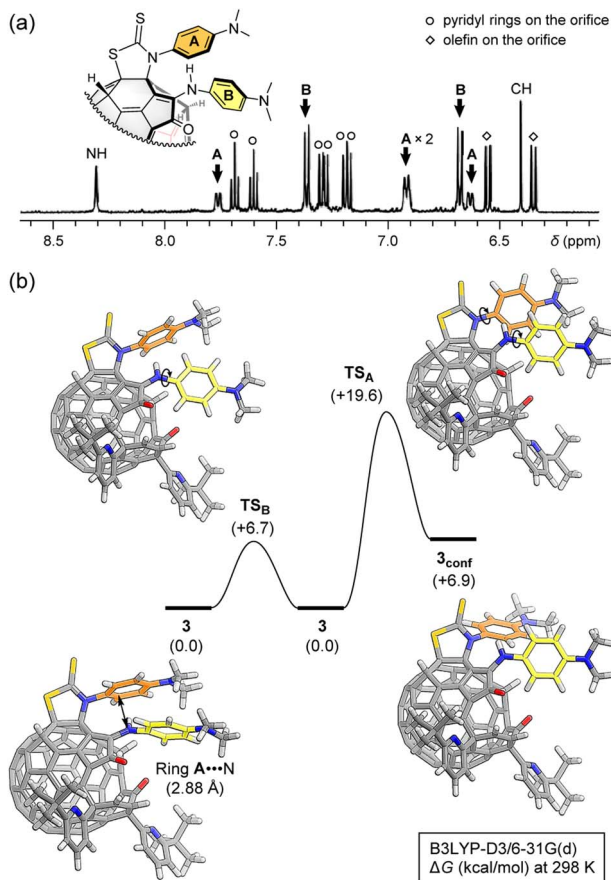 (a)
S
S
N
A
N
H
N
B
N
H
H
H
O
○ pyridyl rings on the orifice
◇ olefin on the orifice
NH
A
B
A × 2
B
A
CH
8.5 8.0 7.5 7.0 6.5 δ (ppm)
(b)
TS_A
(+19.6)
TS_B
(+6.7)
3_conf
(+6.9)
3
(0.0)
3
(0.0)
Ring A•••N
(2.88 Å)
B3LYP-D3/6-31G(d)
ΔG (kcal/mol) at 298 K